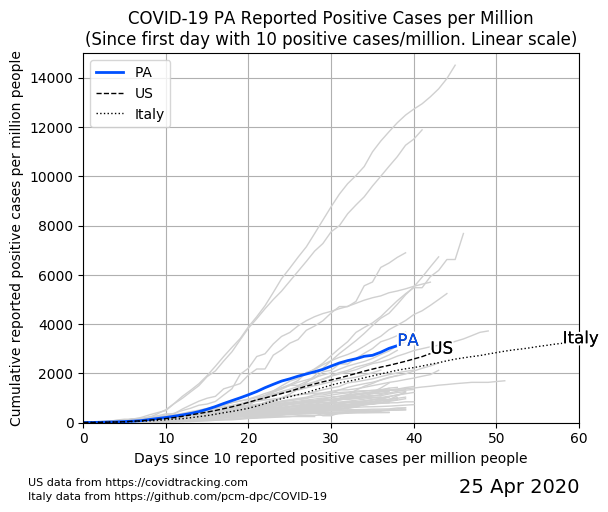 COVID-19 PA Reported Positive Cases per Million
(Since first day with 10 positive cases/million. Linear scale)
Cumulative reported positive cases per million people
14000
12000
10000
8000
6000
4000
2000
0
PA
US
Italy
PA
US
Italy
0 10 20 30 40 50 60
Days since 10 reported positive cases per million people
US data from https://covidtracking.com
Italy data from https://github.com/pcm-dpc/COVID-19
25 Apr 2020